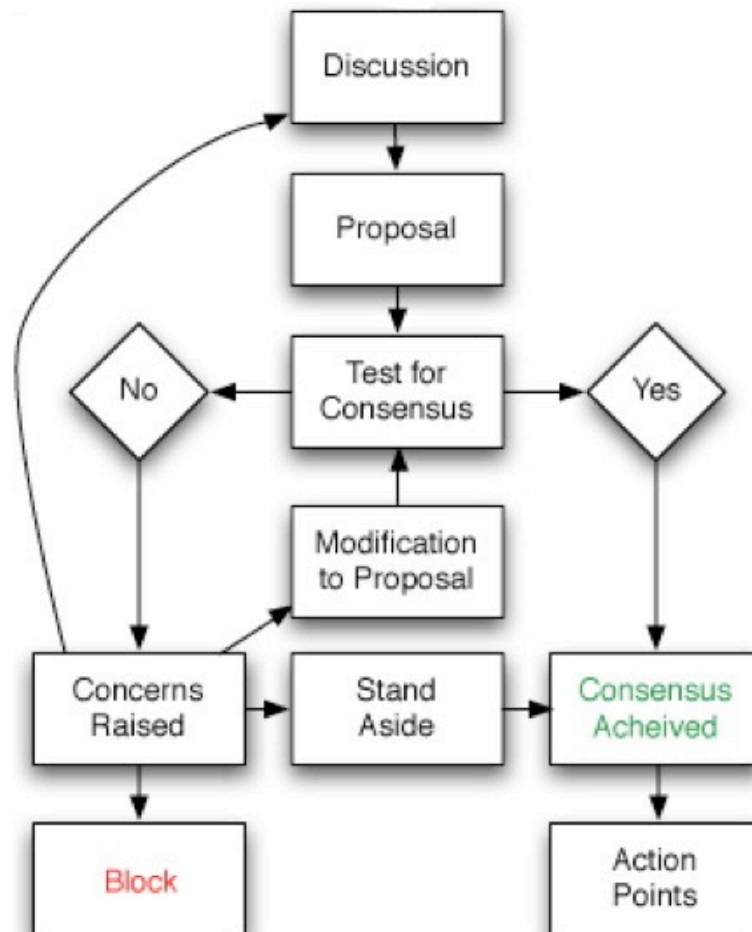 Discussion
Proposal
No
Test for
Consensus
Yes
Modification
to Proposal
Concerns
Raised
Stand
Aside
Consensus
Acheived
Block
Action
Points